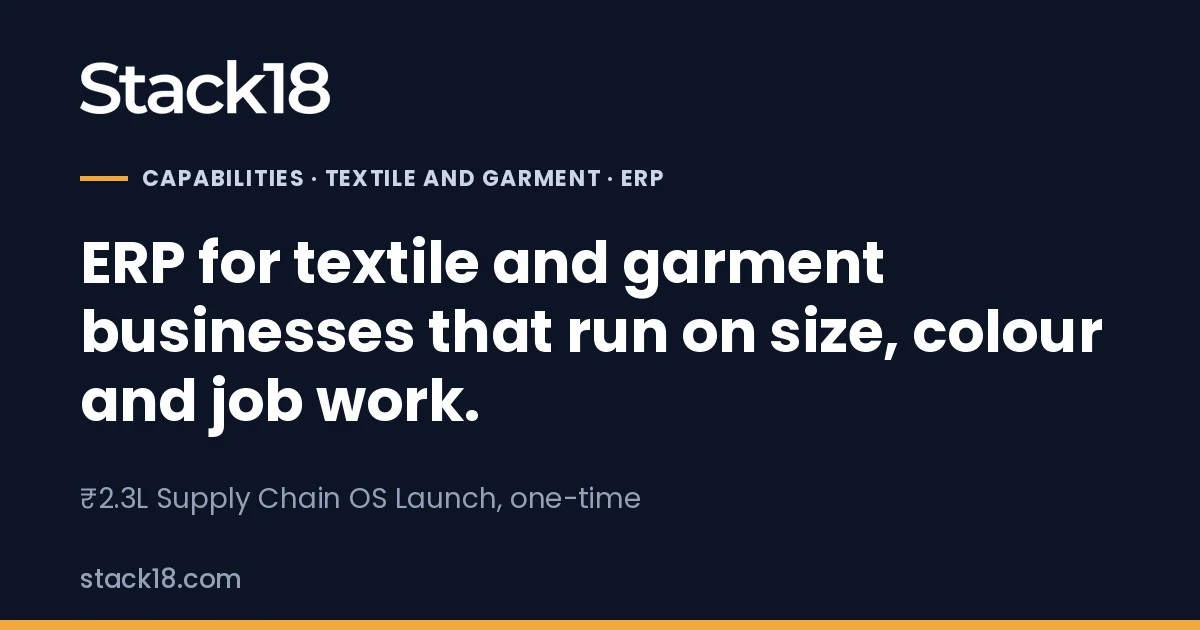 Stack18
CAPABILITIES · TEXTILE AND GARMENT · ERP
ERP for textile and garment
businesses that run on size, colour
and job work.
₹2.3L Supply Chain OS Launch, one-time
stack18.com